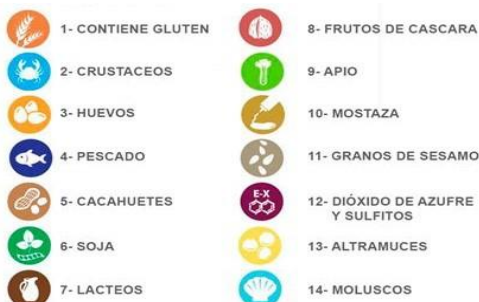 1- CONTIENE GLUTEN
2- CRUSTACEOS
3- HUEVOS
4- PESCADO
5- CACAHUETES
6- SOJA
7- LACTEOS
8- FRUTOS DE CASCARA
9- APIO
10- MOSTAZA
11- GRANOS DE SESAMO
E-X
12- DIÓXIDO DE AZUFRE
Y SULFITOS
13- ALTRAMUCES
14- MOLUSCOS